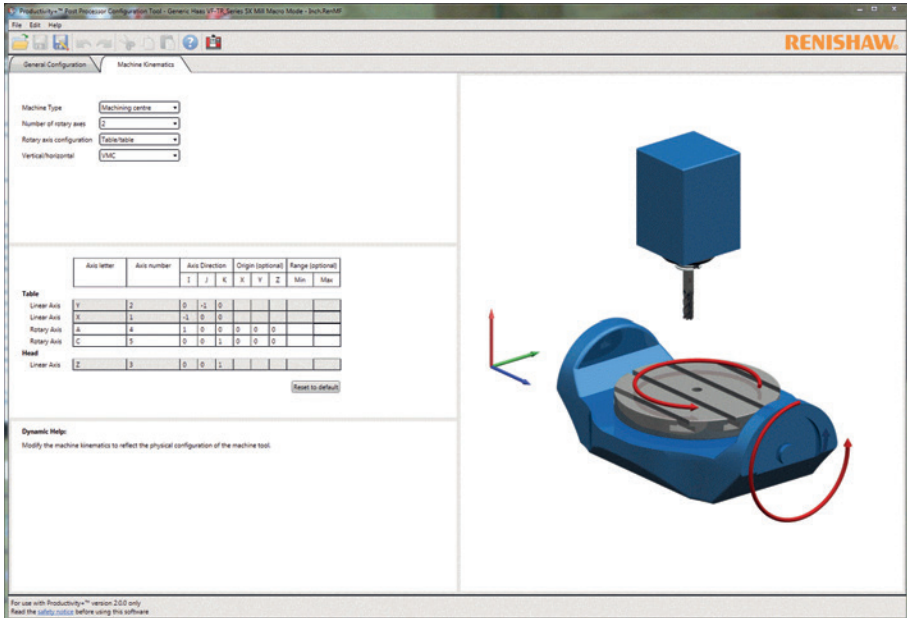 Productivity+™ Post Processor Configuration Tool - Generic Haas VF-TR_Series 5X Mill Macro Mode - Inch.RenMF
File Edit Help
RENISHAW.
General Configuration Machine Kinematics
Machine Type Machining centre
Number of rotary axes 2
Rotary axis configuration Table/table
Vertical/horizontal VMC
Axis letter Axis number Axis Direction Origin (optional) Range (optional)
I J K X Y Z Min Max
Table
Linear Axis Y 2 0 -1 0
Linear Axis X 1 -1 0 0
Rotary Axis A 4 1 0 0 0 0 0
Rotary Axis C 5 0 0 1 0 0 0
Head
Linear Axis Z 3 0 0 1
Reset to default
Dynamic Help:
Modify the machine kinematics to reflect the physical configuration of the machine tool.
For use with Productivity+™ version 2.0.0 only
Read the safety notice before using this software